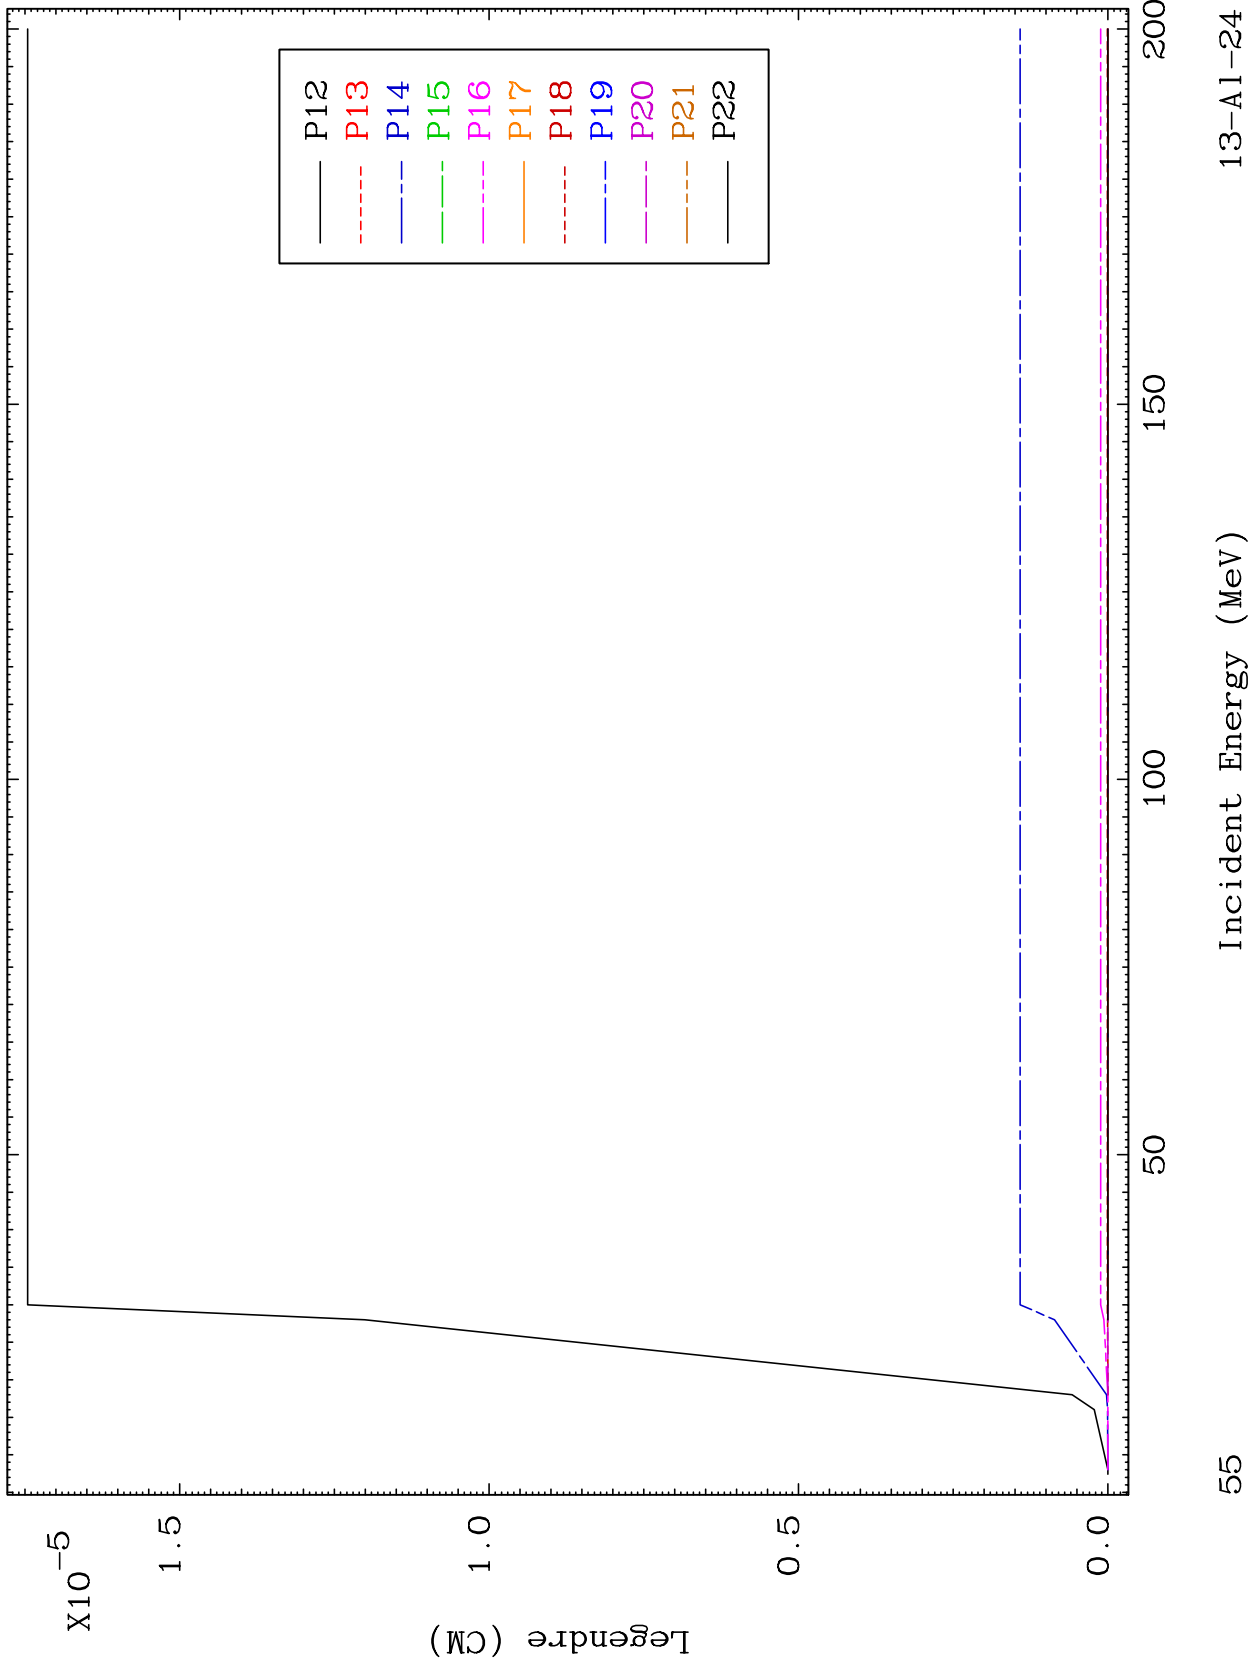 X10-5
1.5
1.0
0.5
0.0
Legendre (CM)
P12
P13
P14
P15
P16
P17
P18
P19
P20
P21
P22
50
100
150
200
55
Incident Energy (MeV)
13-Al-24